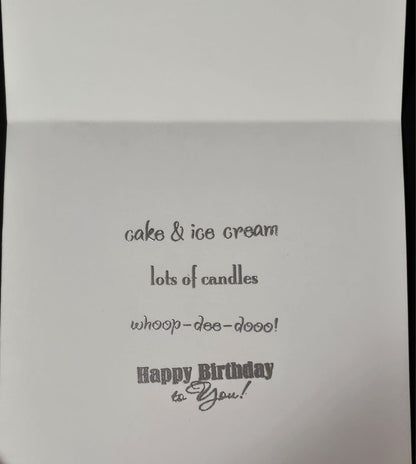 cake & ice cream
lots of candles
whoop-dee-dooo!
Happy Birthday
to You!